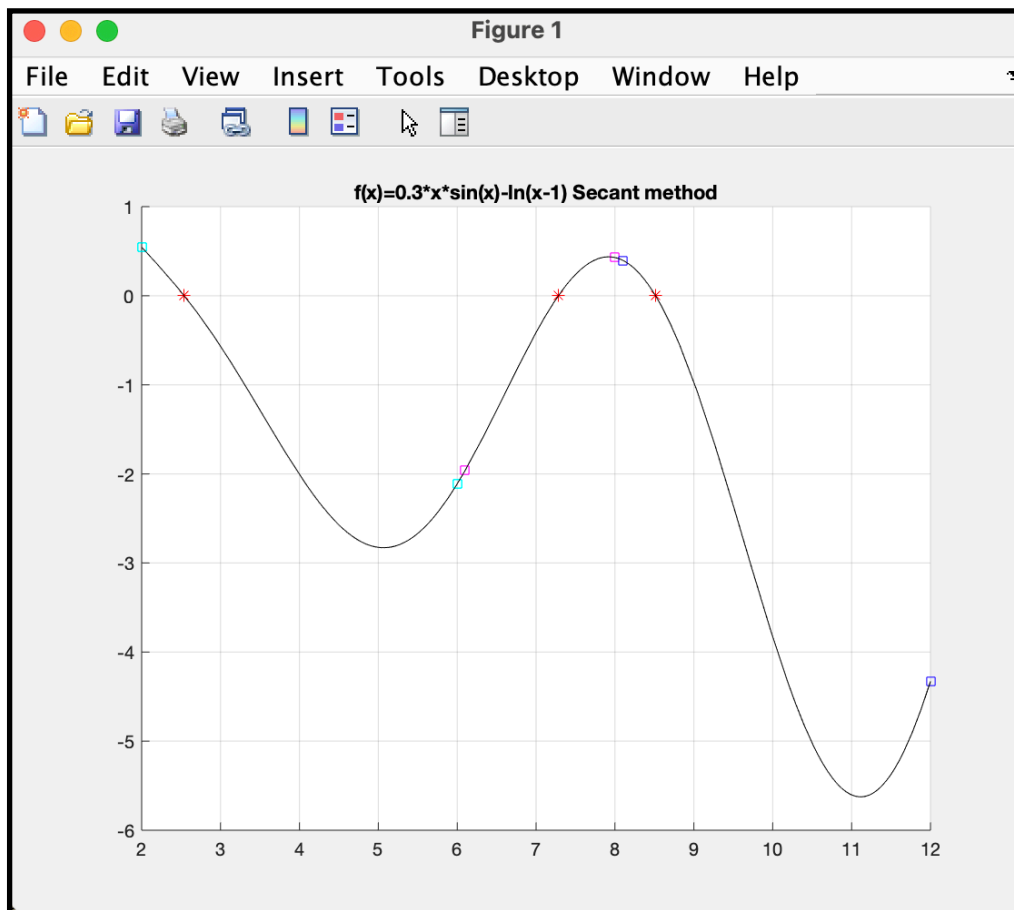 Figure 1
File Edit View Insert Tools Desktop Window Help
f(x)=0.3*x*sin(x)-ln(x-1) Secant method
1
0
-1
-2
-3
-4
-5
-6
2 3 4 5 6 7 8 9 10 11 12